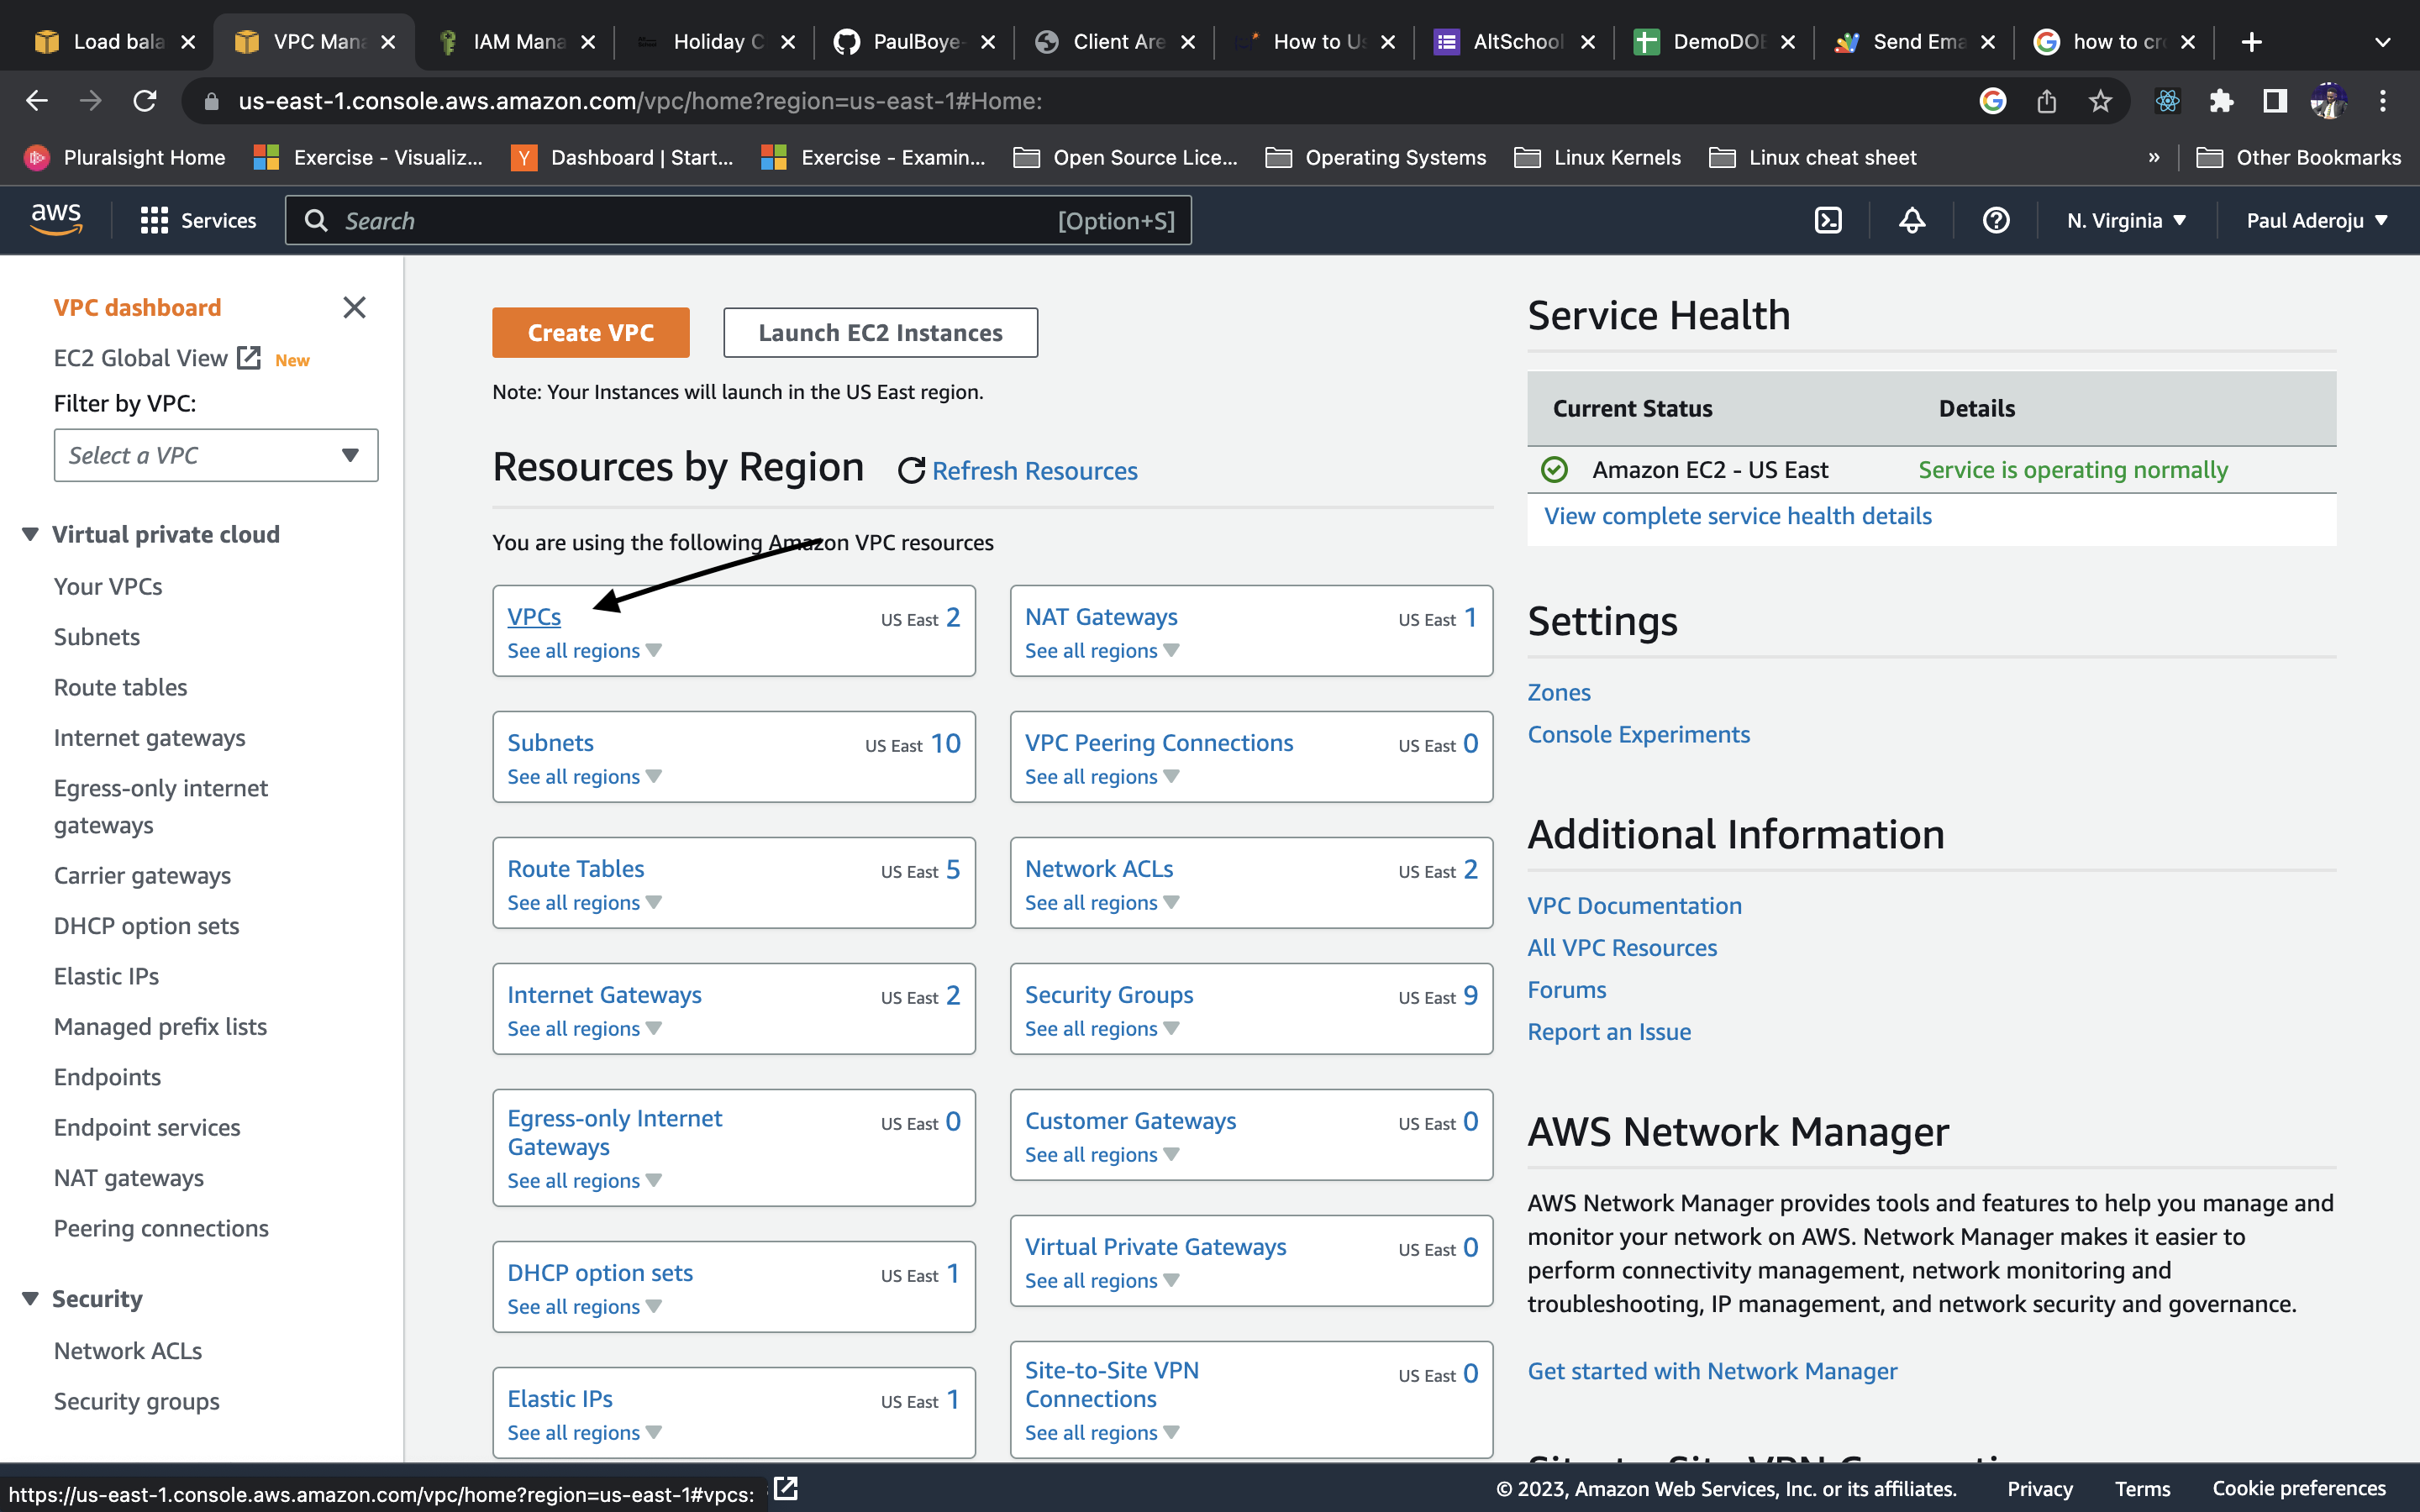 Load bala
VPC Mana
IAM Mana
Holiday C
PaulBoye-
Client Are
How to Us
AltSchool
DemoDOE
Send Ema
how to cr
us-east-1.console.aws.amazon.com/vpc/home?region=us-east-1#Home:
Pluralsight Home
Exercise - Visualiz...
Dashboard | Start...
Exercise - Examin...
Open Source Lice...
Operating Systems
Linux Kernels
Linux cheat sheet
»
Other Bookmarks
aws
Services
Search
[Option+S]
N. Virginia
Paul Aderoju
VPC dashboard
EC2 Global View
New
Filter by VPC:
Select a VPC
Virtual private cloud
Your VPCs
Subnets
Route tables
Internet gateways
Egress-only internet
gateways
Carrier gateways
DHCP option sets
Elastic IPs
Managed prefix lists
Endpoints
Endpoint services
NAT gateways
Peering connections
Security
Network ACLs
Security groups
Create VPC
Launch EC2 Instances
Note: Your Instances will launch in the US East region.
Resources by Region
Refresh Resources
You are using the following Amazon VPC resources
VPCs
US East 2
See all regions
NAT Gateways
US East 1
See all regions
Subnets
US East 10
See all regions
VPC Peering Connections
US East 0
See all regions
Route Tables
US East 5
See all regions
Network ACLs
US East 2
See all regions
Internet Gateways
US East 2
See all regions
Security Groups
US East 9
See all regions
Egress-only Internet
Gateways
US East 0
See all regions
Customer Gateways
US East 0
See all regions
DHCP option sets
US East 1
See all regions
Virtual Private Gateways
US East 0
See all regions
Elastic IPs
US East 1
See all regions
Site-to-Site VPN
Connections
US East 0
See all regions
Service Health
Current Status
Details
Amazon EC2 - US East
Service is operating normally
View complete service health details
Settings
Zones
Console Experiments
Additional Information
VPC Documentation
All VPC Resources
Forums
Report an Issue
AWS Network Manager
AWS Network Manager provides tools and features to help you manage and
monitor your network on AWS. Network Manager makes it easier to
perform connectivity management, network monitoring and
troubleshooting, IP management, and network security and governance.
Get started with Network Manager
https://us-east-1.console.aws.amazon.com/vpc/home?region=us-east-1#vpcs:
© 2023, Amazon Web Services, Inc. or its affiliates.
Privacy
Terms
Cookie preferences